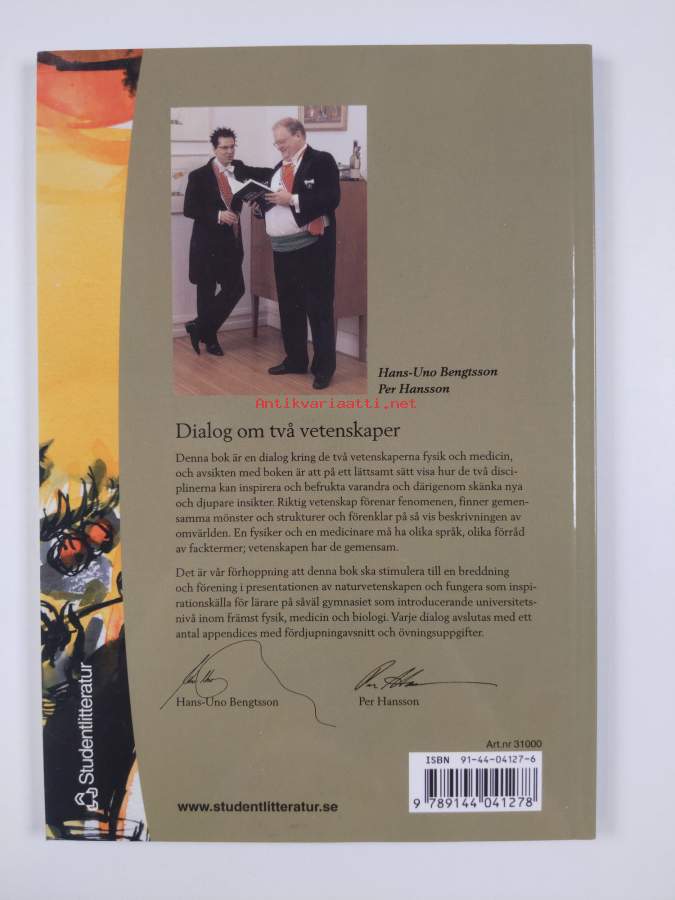 Hans-Uno Bengtsson
Per Hansson
Antikvariaatti.net
Dialog om två vetenskaper
Denna bok är en dialog kring de två vetenskaperna fysik och medicin,
och avsikten med boken är att på ett lättsamt sätt visa hur de två disci-
plinerna kan inspirera och befrukta varandra och därigenom skänka nya
och djupare insikter. Riktig vetenskap förenar fenomenen, finner gemen-
samma mönster och strukturer och förenklar på så vis beskrivningen av
omvärlden. En fysiker och en medicinare må ha olika språk, olika förråd
av facktermer; vetenskapen har de gemensam.
Det är vår förhoppning att denna bok ska stimulera till en breddning
och förening i presentationen av naturvetenskapen och fungera som inspi-
rationskälla för lärare på såväl gymnasiet som introducerande universitets-
nivå inom främst fysik, medicin och biologi. Varje dialog avslutas med ett
antal appendices med fördjupningavsnitt och övningsuppgifter.
Hans-Uno Bengtsson
Per Hansson
Studentlitteratur
Art.nr 31000
ISBN 91-44-04127-6
9 789144 041278
www.studentlitteratur.se